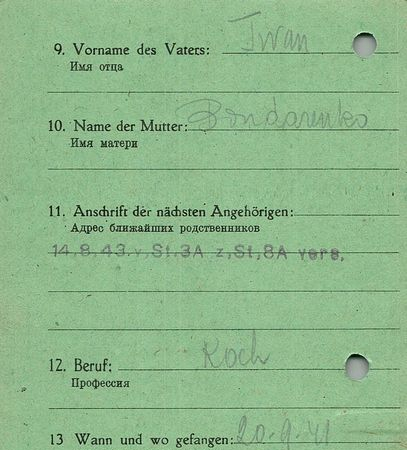 9. Vorname des Vaters: Iwan
Имя отца
10. Name der Mutter: Bondarenko
Имя матери
11. Anschrift der nächsten Angehörigen:
Адрес ближайших родственников
14.8.43.v.St.3A z.St.8A vers.
12. Beruf: Koch
Профессия
13 Wann und wo gefangen: 20.9.41